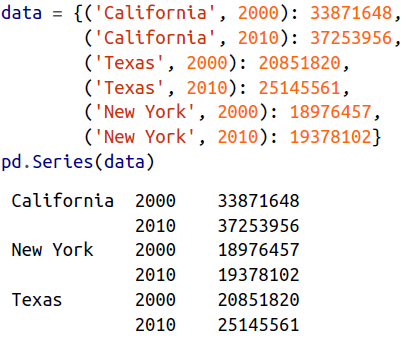 data = {('California', 2000): 33871648,
('California', 2010): 37253956,
('Texas', 2000): 20851820,
('Texas', 2010): 25145561,
('New York', 2000): 18976457,
('New York', 2010): 19378102}
pd.Series(data)
California 2000 33871648
2010 37253956
New York 2000 18976457
2010 19378102
Texas 2000 20851820
2010 25145561